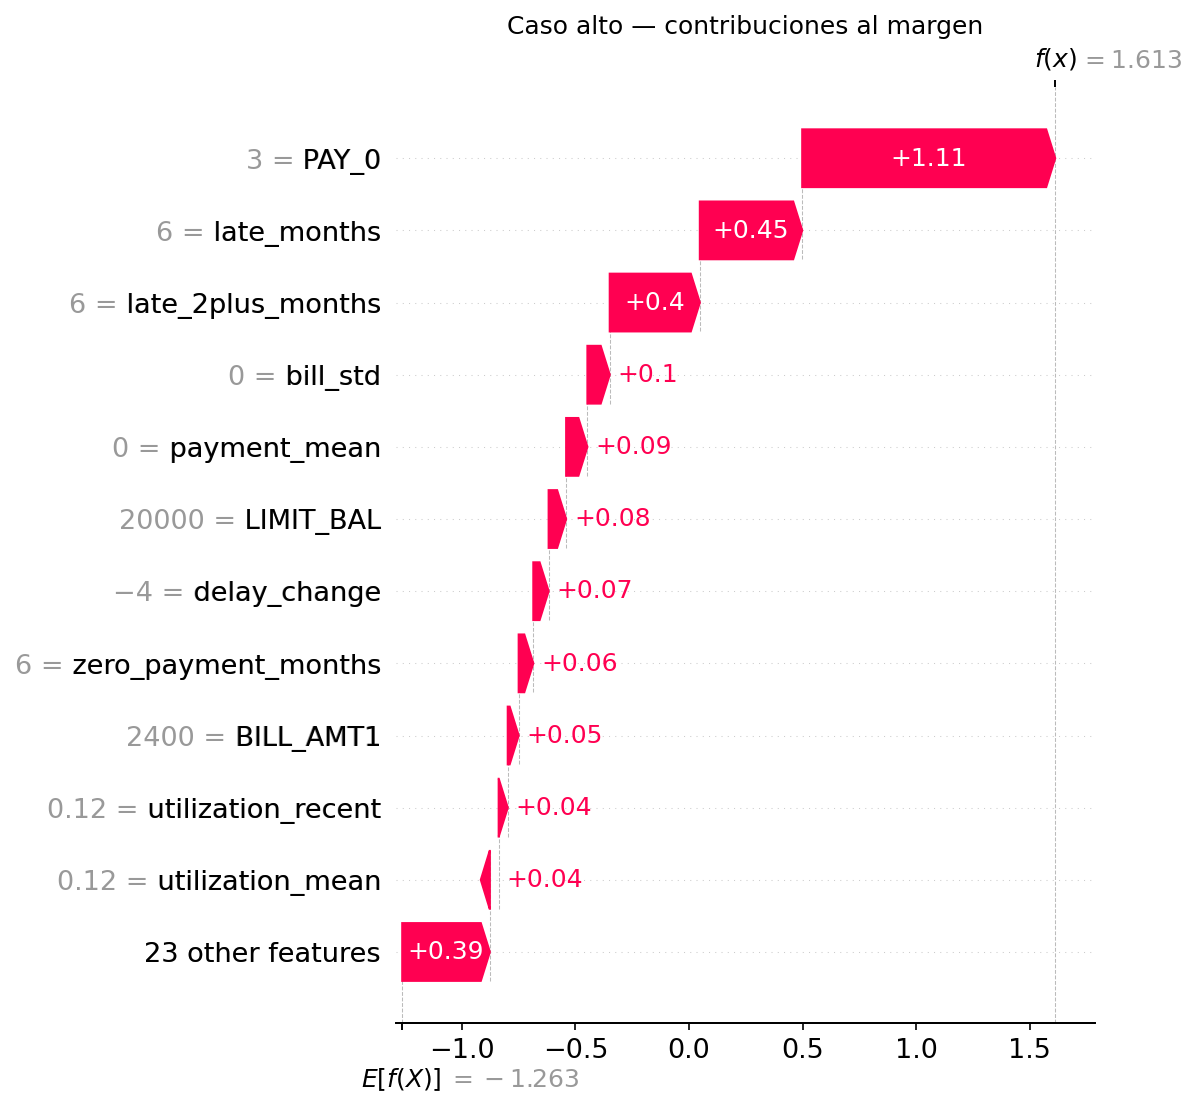 Caso alto — contribuciones al margen
f(x) = 1.613
3 = PAY_0 +1.11
6 = late_months +0.45
6 = late_2plus_months +0.4
0 = bill_std +0.1
0 = payment_mean +0.09
20000 = LIMIT_BAL +0.08
−4 = delay_change +0.07
6 = zero_payment_months +0.06
2400 = BILL_AMT1 +0.05
0.12 = utilization_recent +0.04
0.12 = utilization_mean +0.04
23 other features +0.39
−1.0 −0.5 0.0 0.5 1.0 1.5
E[f(X)] = −1.263